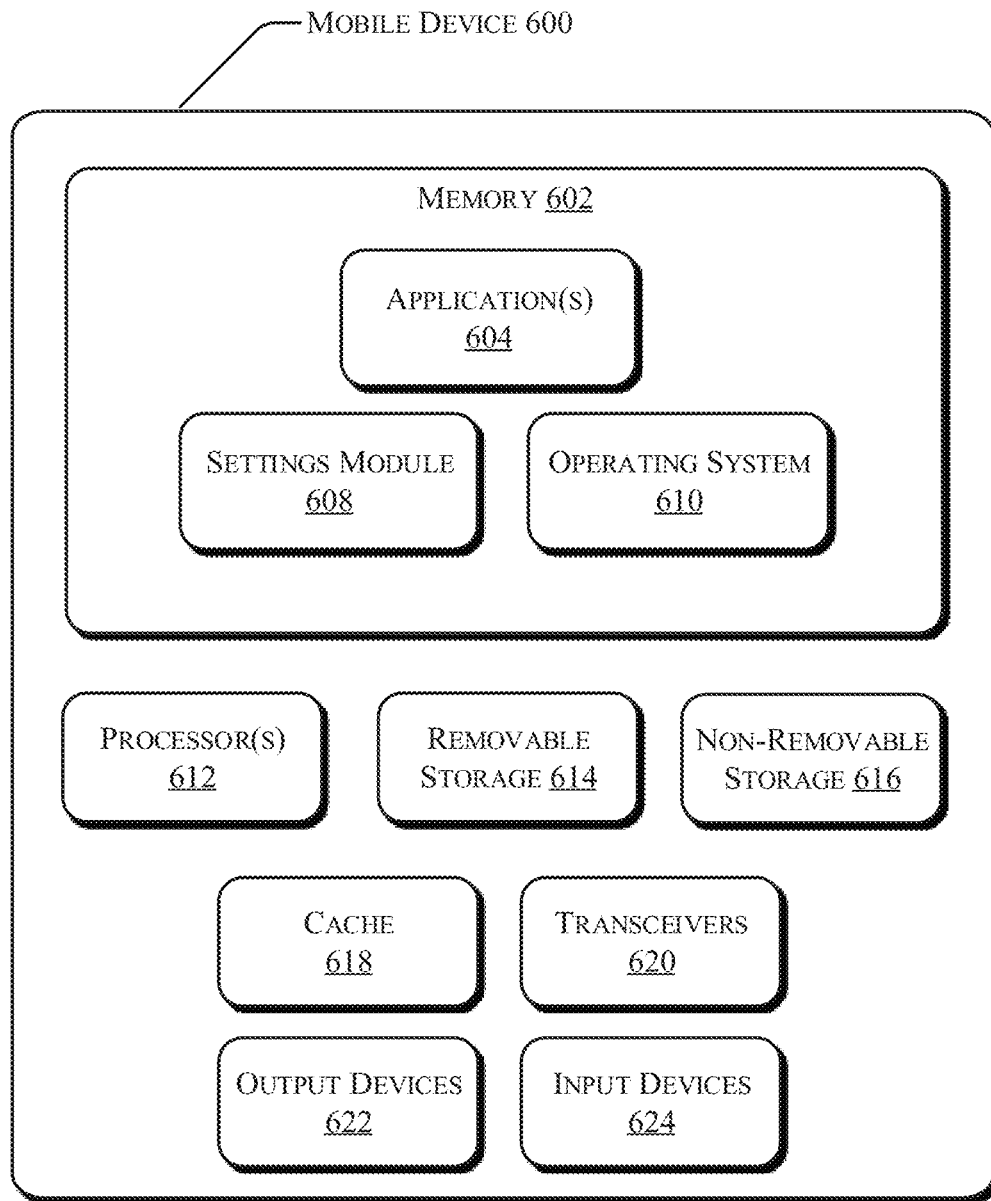 MOBILE DEVICE 600
MEMORY 602
APPLICATION(S)
604
SETTINGS MODULE
608
OPERATING SYSTEM
610
PROCESSOR(S)
612
REMOVABLE
STORAGE 614
NON-REMOVABLE
STORAGE 616
CACHE
618
TRANSCEIVERS
620
OUTPUT DEVICES
622
INPUT DEVICES
624